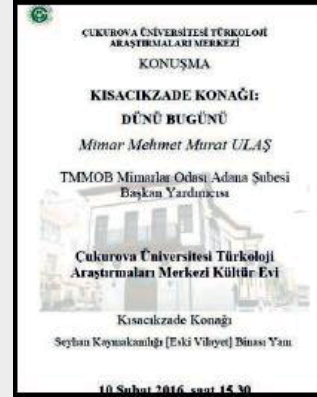 ÇUKUROVA ÜNİVERSİTESİ TÜRKOLOJİ
ARAŞTIRMALARI MERKEZİ
KONUŞMA
KISACIKZADE KONAĞI:
DÜNÜ BUGÜNÜ
Mimar Mehmet Murat ULAŞ
TMMOB Mimarlar Odası Adana Şubesi
Başkan Yardımcısı
Çukurova Üniversitesi Türkoloji
Araştırmaları Merkezi Kültür Evi
Kısacıkzade Konağı
Seyhan Kaymakamlığı [Eski Vilayet] Binası Yanı
10 Şubat 2016, saat 15.30